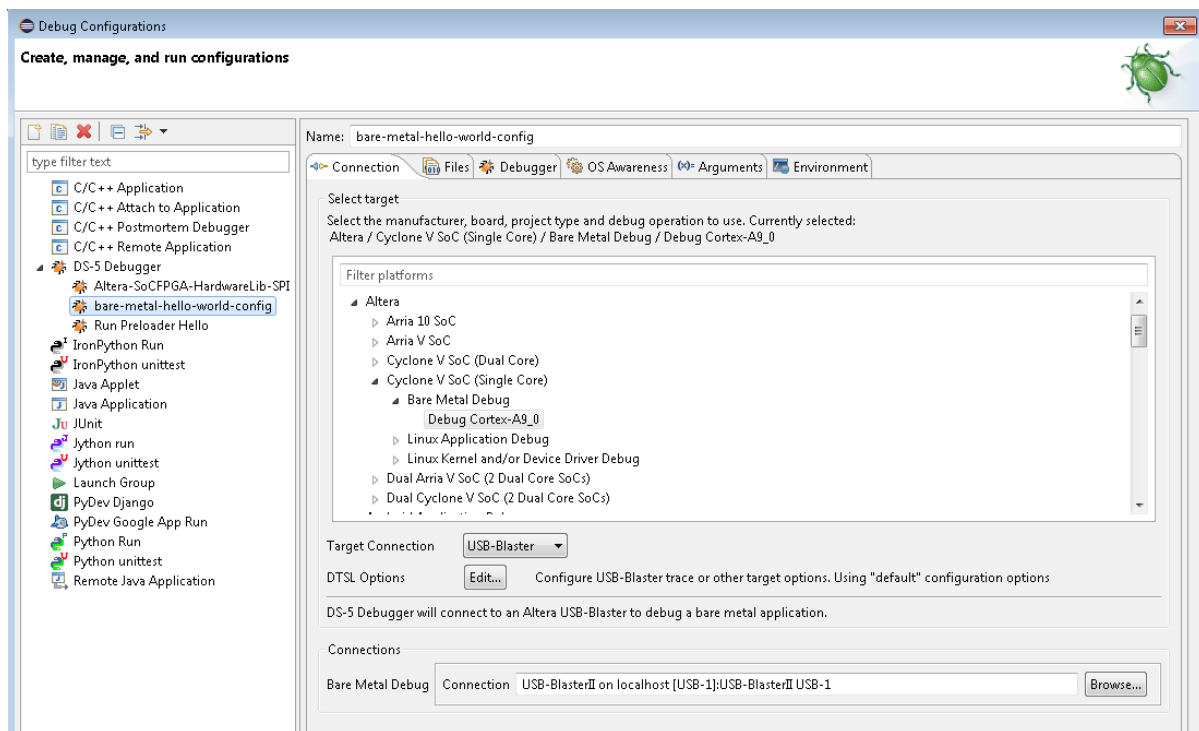 Debug Configurations
Create, manage, and run configurations
type filter text
C/C++ Application
C/C++ Attach to Application
C/C++ Postmortem Debugger
C/C++ Remote Application
DS-5 Debugger
Altera-SoCFPGA-HardwareLib-SPI
bare-metal-hello-world-config
Run Preloader Hello
IronPython Run
IronPython unittest
Java Applet
Java Application
JUnit
Jython run
Jython unittest
Launch Group
PyDev Django
PyDev Google App Run
Python Run
Python unittest
Remote Java Application
Name: bare-metal-hello-world-config
Connection Files Debugger OS Awareness Arguments Environment
Select target
Select the manufacturer, board, project type and debug operation to use. Currently selected:
Altera / Cyclone V SoC (Single Core) / Bare Metal Debug / Debug Cortex-A9_0
Filter platforms
Altera
Arria 10 SoC
Arria V SoC
Cyclone V SoC (Dual Core)
Cyclone V SoC (Single Core)
Bare Metal Debug
Debug Cortex-A9_0
Linux Application Debug
Linux Kernel and/or Device Driver Debug
Dual Arria V SoC (2 Dual Core SoCs)
Dual Cyclone V SoC (2 Dual Core SoCs)
Target Connection USB-Blaster
DTSL Options Edit... Configure USB-Blaster trace or other target options. Using "default" configuration options
DS-5 Debugger will connect to an Altera USB-Blaster to debug a bare metal application.
Connections
Bare Metal Debug Connection USB-BlasterII on localhost [USB-1]:USB-BlasterII USB-1 Browse...